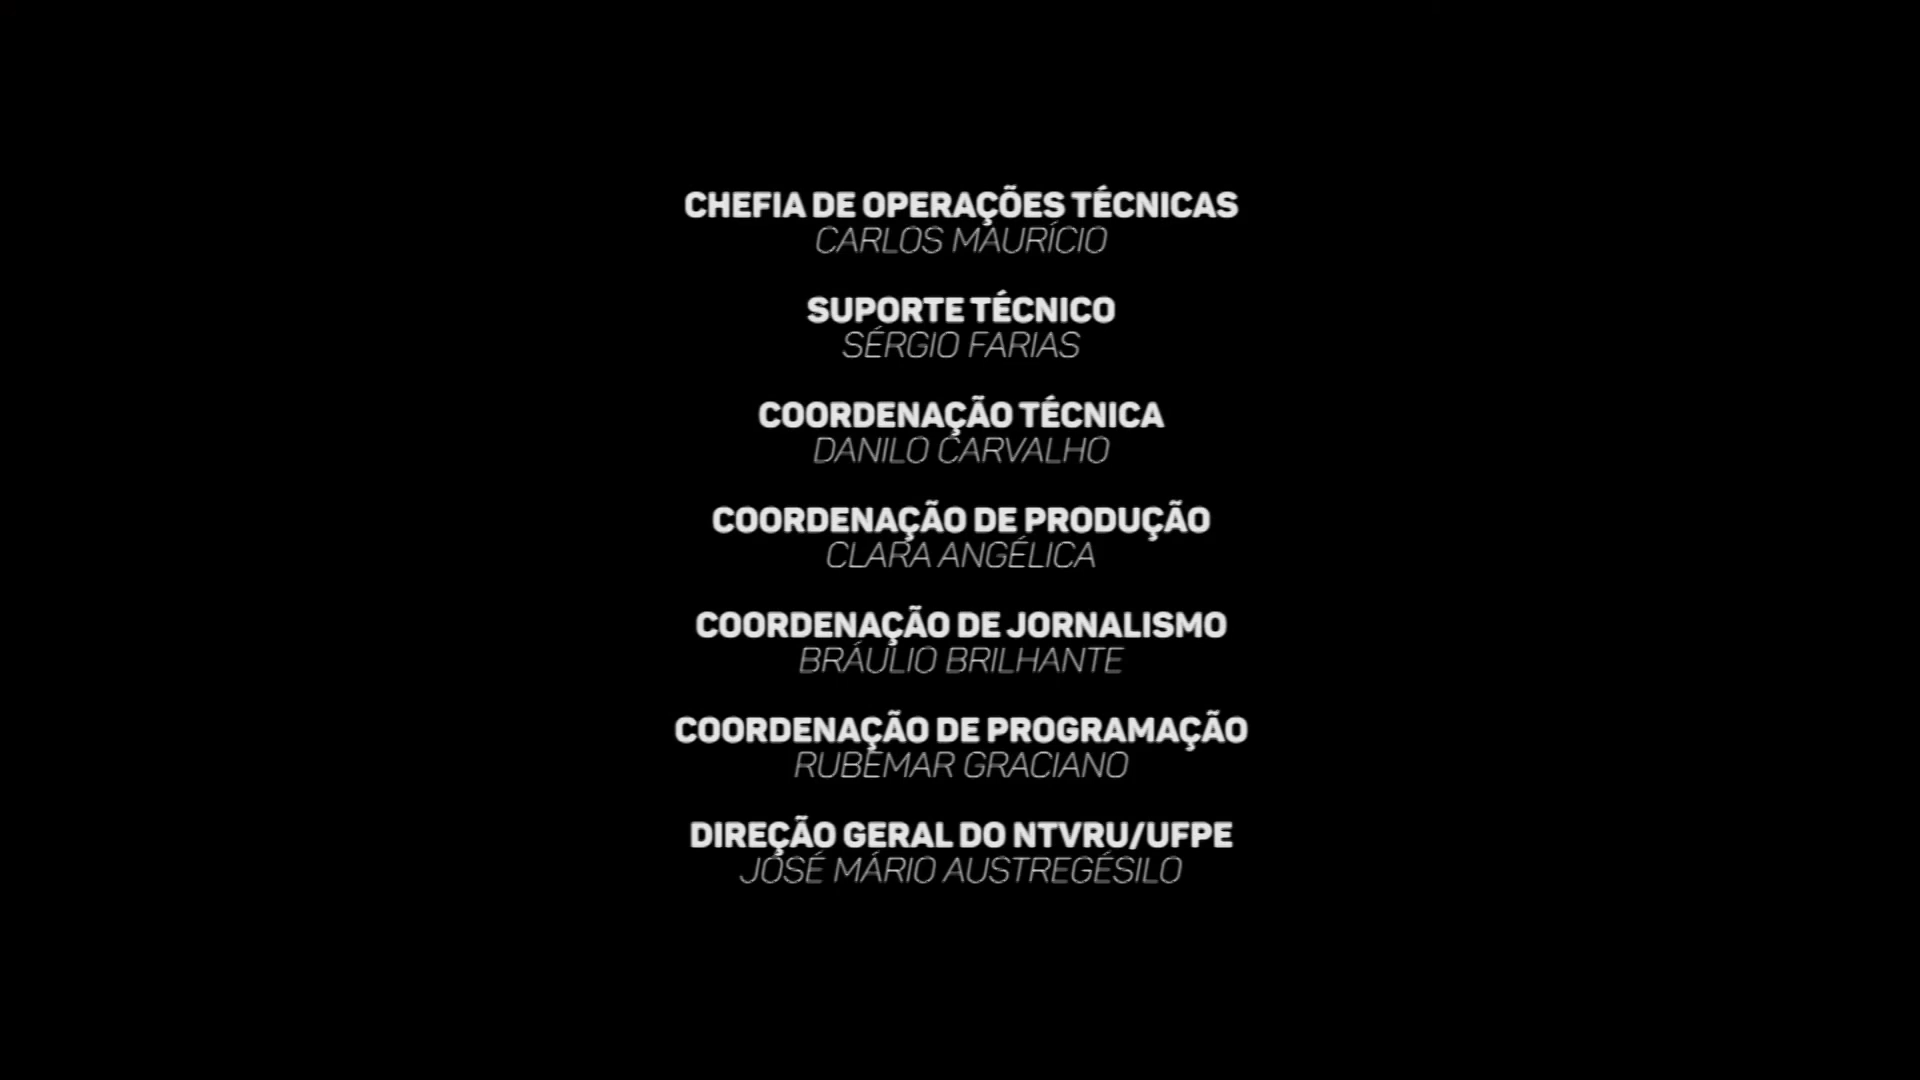 CHEFIA DE OPERAÇÕES TÉCNICAS
CARLOS MAURÍCIO
SUPORTE TÉCNICO
SÉRGIO FARIAS
COORDENAÇÃO TÉCNICA
DANILO CARVALHO
COORDENAÇÃO DE PRODUÇÃO
CLARA ANGÉLICA
COORDENAÇÃO DE JORNALISMO
BRÁULIO BRILHANTE
COORDENAÇÃO DE PROGRAMAÇÃO
RUBEMAR GRACIANO
DIREÇÃO GERAL DO NTVRU/UFPE
JOSÉ MÁRIO AUSTREGÉSILO